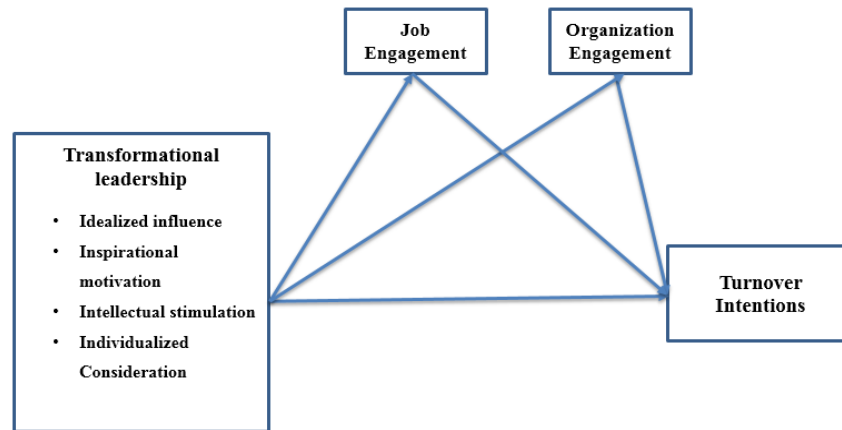 Job
Engagement
Organization
Engagement
Transformational
leadership
• Idealized influence
• Inspirational
motivation
• Intellectual stimulation
• Individualized
Consideration
Turnover
Intentions